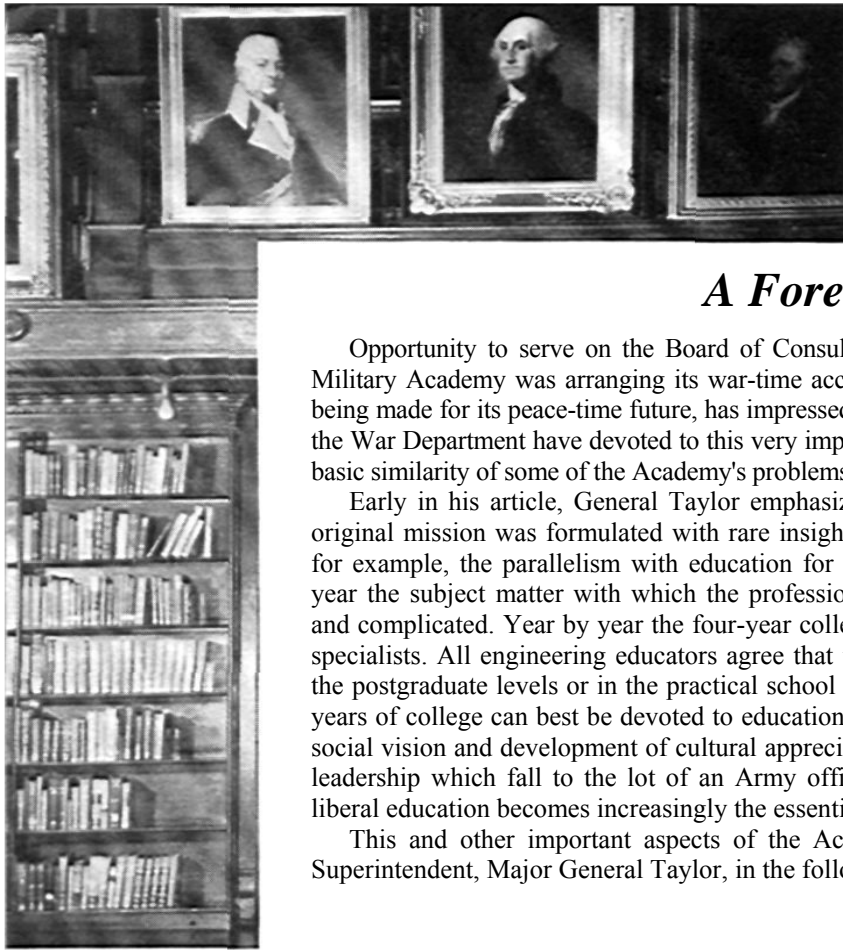 A Fore
Opportunity to serve on the Board of Consul
Military Academy was arranging its war-time acc
being made for its peace-time future, has impressed
the War Department have devoted to this very imp
basic similarity of some of the Academy's problems
Early in his article, General Taylor emphasiz
original mission was formulated with rare insigh
for example, the parallelism with education for
year the subject matter with which the professio
and complicated. Year by year the four-year colle
specialists. All engineering educators agree that
the postgraduate levels or in the practical school
years of college can best be devoted to education
social vision and development of cultural appreci
leadership which fall to the lot of an Army offi
liberal education becomes increasingly the essenti
This and other important aspects of the Ac
Superintendent, Major General Taylor, in the follo